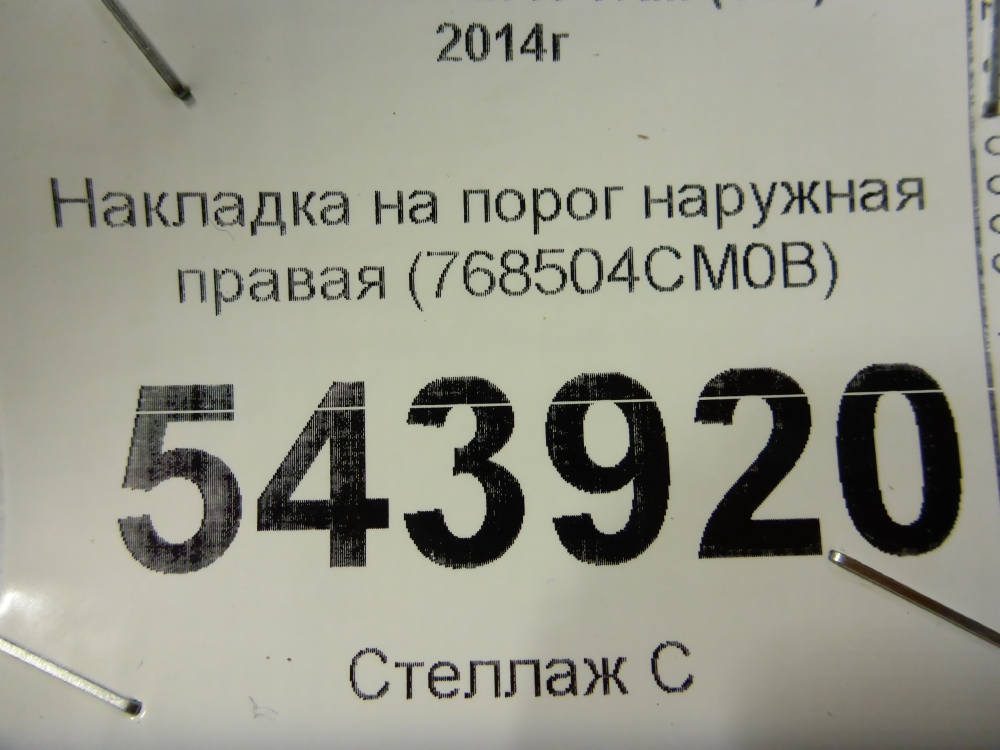 2014г
Накладка на порог наружная
правая (768504CM0B)
543920
Стеллаж С